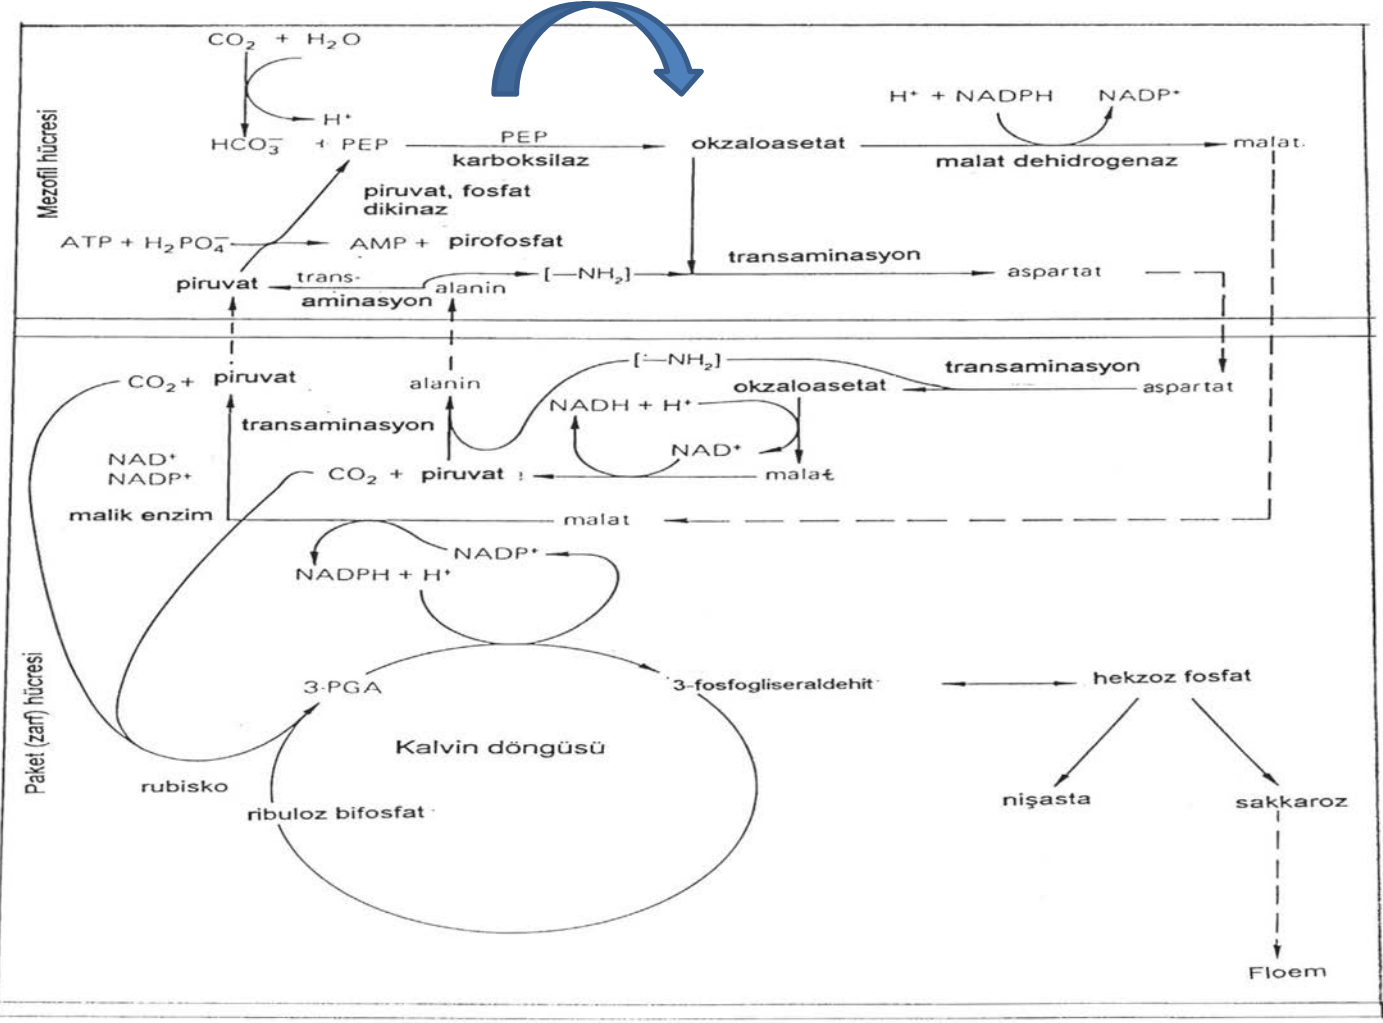 CO₂ + H₂O
H⁺ + NADPH NADP⁺
Mezofil hücresi
H⁺
HCO₃⁻ + PEP
PEP
karboksilaz
okzaloasetat
malat dehidrogenaz
malat
piruvat, fosfat
dikinaz
ATP + H₂PO₄⁻
AMP + pirofosfat
transaminasyon
piruvat
trans-
aminasyon
alanin
[—NH₂]
aspartat
CO₂+ piruvat
alanin
[—NH₂]
transaminasyon
okzaloasetat
aspartat
NADH + H⁺
transaminasyon
NAD⁺
NAD⁺
NADP⁺
CO₂ + piruvat
malat
malik enzim
malat
NADP⁺
NADPH + H⁺
Paket (zarf) hücresi
3-PGA
3-fosfogliseraldehit
hekzoz fosfat
Kalvin döngüsü
rubisko
ribuloz bifosfat
nişasta
sakkaroz
Floem